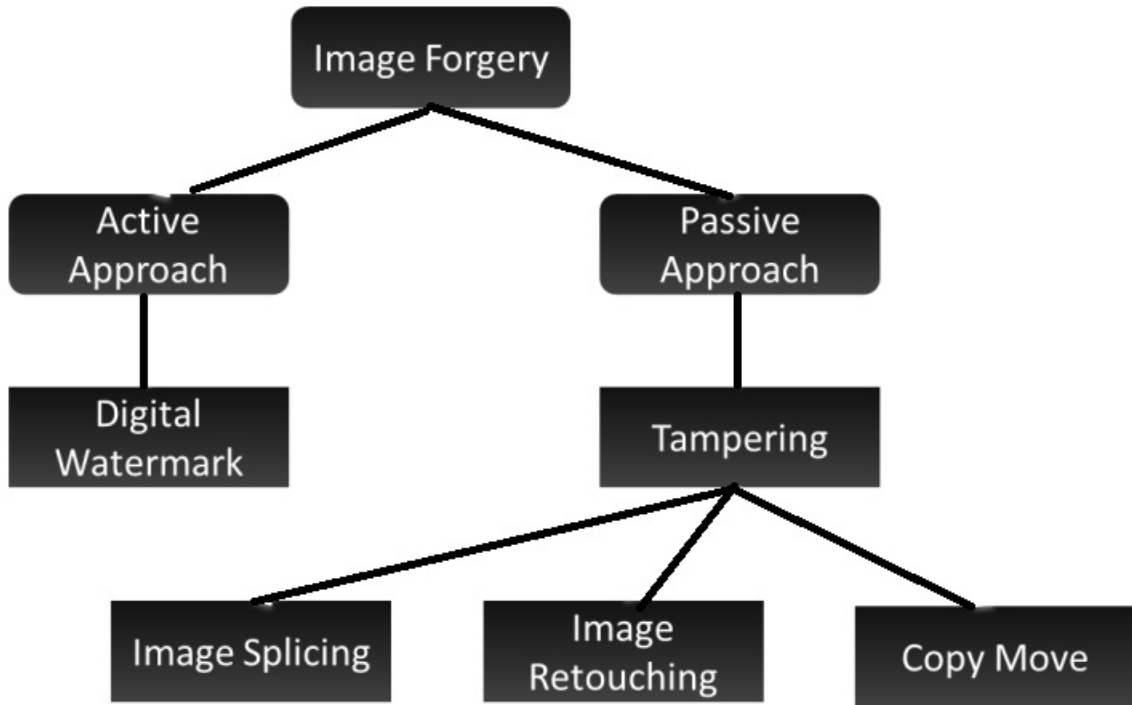 Image Forgery
Active
Approach
Passive
Approach
Digital
Watermark
Tampering
Image Splicing
Image
Retouching
Copy Move